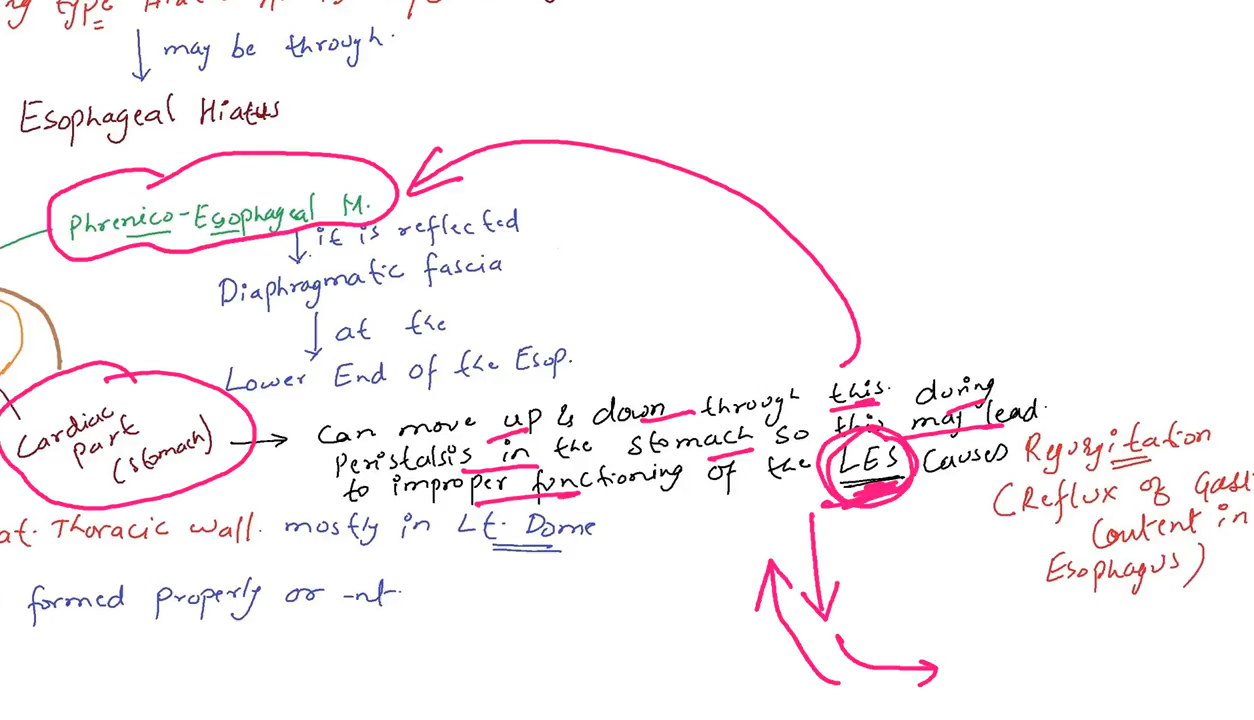 type
may be through.
Esophageal Hiatus
Phrenico-Esophageal M.
it is reflected
Diaphragmatic fascia
at the
Lower End of the Esop.
Cardiac
Part
(stomach)
Can move up & down through this during
Peristalsis in the stomach so this may lead.
to improper functioning of the LES causes Regurgitation
(Reflux of Gast
Content in
Esophagus)
at. Thoracic wall. mostly in Lt. Dome
formed properly or -nt.